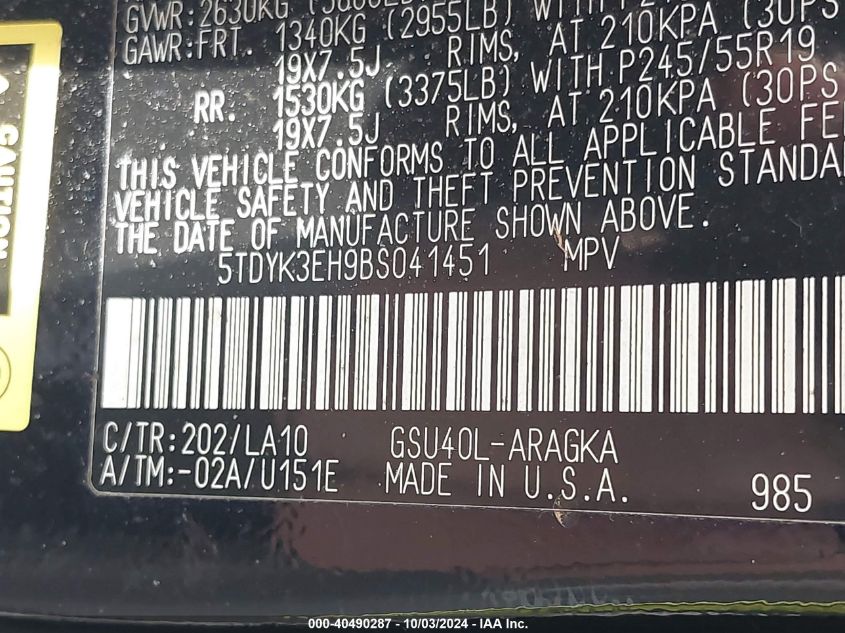 GVWR:2630KG
GAWR:FRT. 1340KG (2955LB) WITH
19X7.5J RIMS, AT 210KPA (30PS
RR. 1530KG (3375LB) WITH P245/55R19
19X7.5J RIMS, AT 210KPA (30PS
THIS VEHICLE CONFORMS TO ALL APPLICABLE FE
VEHICLE SAFETY AND THEFT PREVENTION STANDA
THE DATE OF MANUFACTURE SHOWN ABOVE.
5TDYK3EH9BS041451 MPV
C/TR:202/LA10 GSU40L-ARAGKA
A/TM:-02A/U151E MADE IN U.S.A.
985
CAUTION
000-40490287 - 10/03/2024 - IAA Inc.